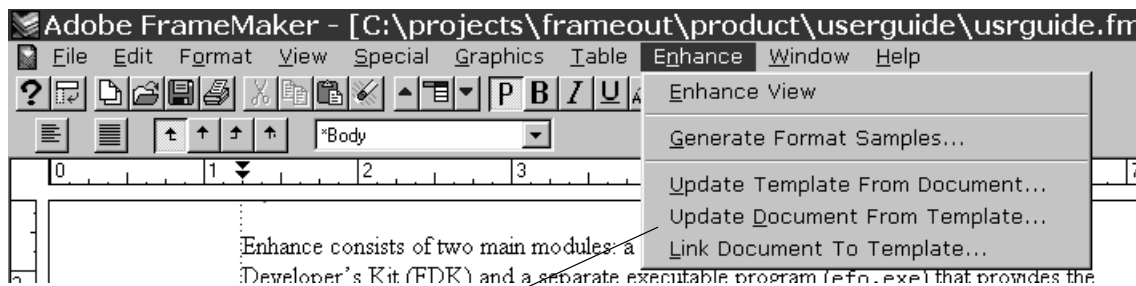 Adobe FrameMaker - [C:\projects\frameout\product\userguide\usrguide.fm
File Edit Format View Special Graphics Table Enhance Window Help
? P B I U
Enhance View
Generate Format Samples...
Update Template From Document...
Update Document From Template...
Link Document To Template...
*Body
0 1 2 3
Enhance consists of two main modules: a
Developer's Kit (FDK) and a separate executable program (efo.exe) that provides the